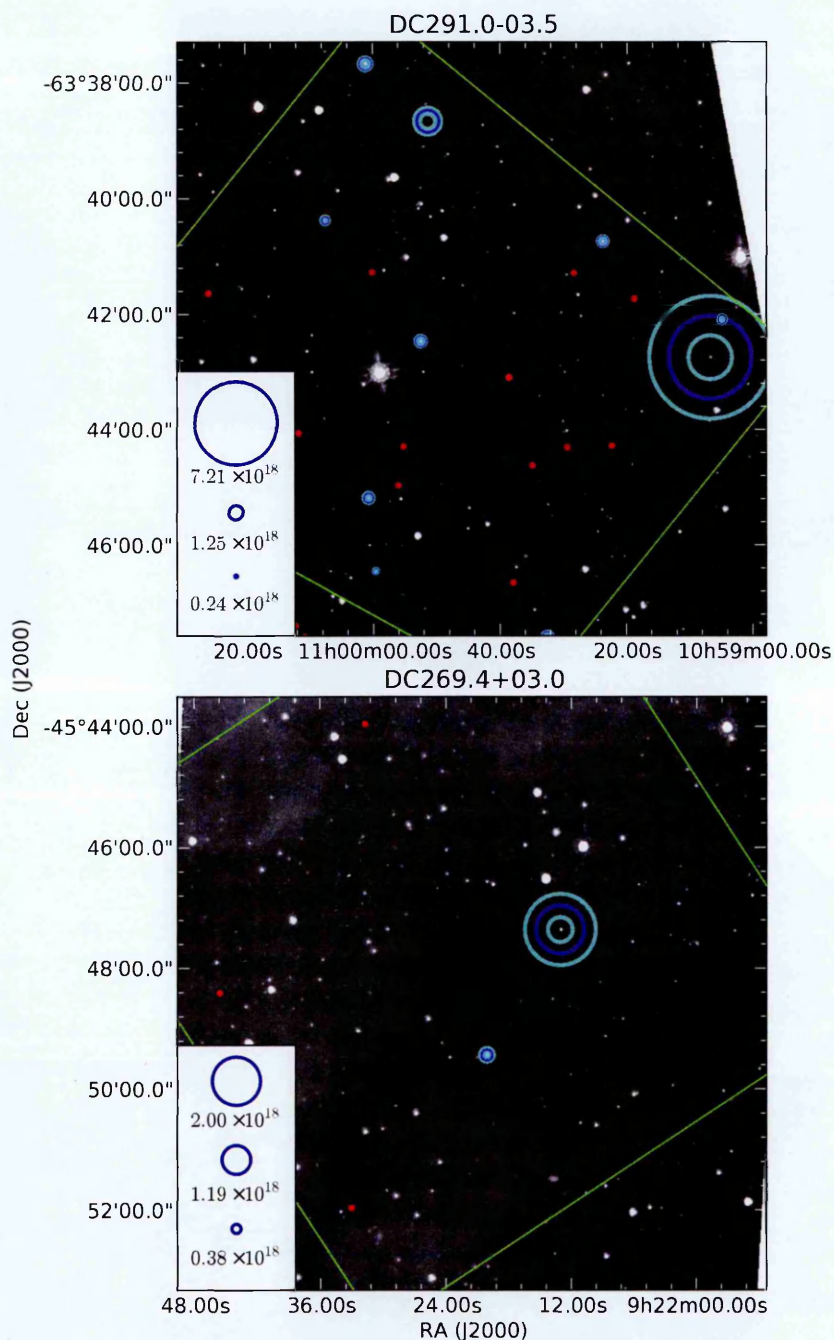 DC291.0-03.5
-63°38'00.0"
40'00.0"
42'00.0"
44'00.0"
46'00.0"
7.21 ×10^18
1.25 ×10^18
0.24 ×10^18
20.00s 11h00m00.00s 40.00s 20.00s 10h59m00.00s
Dec (J2000)
DC269.4+03.0
-45°44'00.0"
46'00.0"
48'00.0"
50'00.0"
52'00.0"
2.00 ×10^18
1.19 ×10^18
0.38 ×10^18
48.00s 36.00s 24.00s 12.00s 9h22m00.00s
RA (J2000)